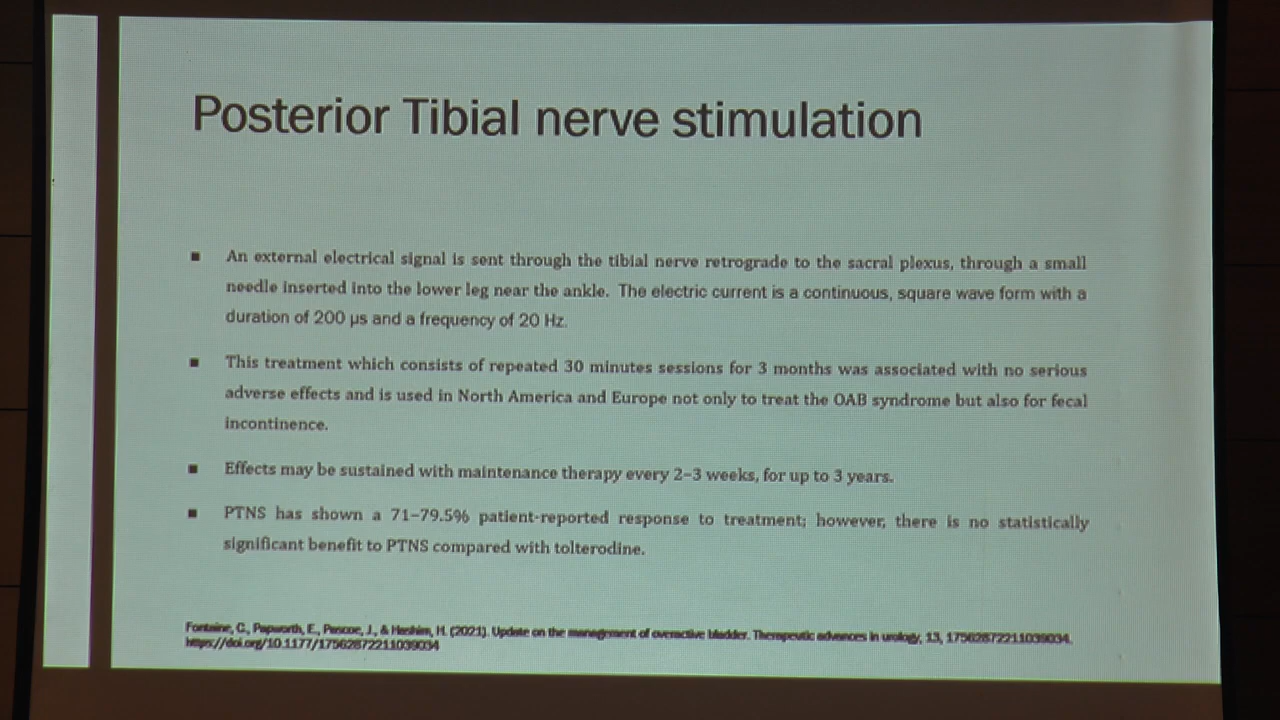 Posterior Tibial nerve stimulation
▪ An external electrical signal is sent through the tibial nerve retrograde to the sacral plexus, through a small
needle inserted into the lower leg near the ankle. The electric current is a continuous, square wave form with a
duration of 200 µs and a frequency of 20 Hz.
▪ This treatment which consists of repeated 30 minutes sessions for 3 months was associated with no serious
adverse effects and is used in North America and Europe not only to treat the OAB syndrome but also for fecal
incontinence.
▪ Effects may be sustained with maintenance therapy every 2–3 weeks, for up to 3 years.
▪ PTNS has shown a 71–79.5% patient-reported response to treatment; however, there is no statistically
significant benefit to PTNS compared with tolterodine.
Fontaine, C., Papworth, E., Pascoe, J., & Hashim, H. (2021). Update on the management of overactive bladder. Therapeutic advances in urology, 13, 17562872211039034.
https://doi.org/10.1177/17562872211039034